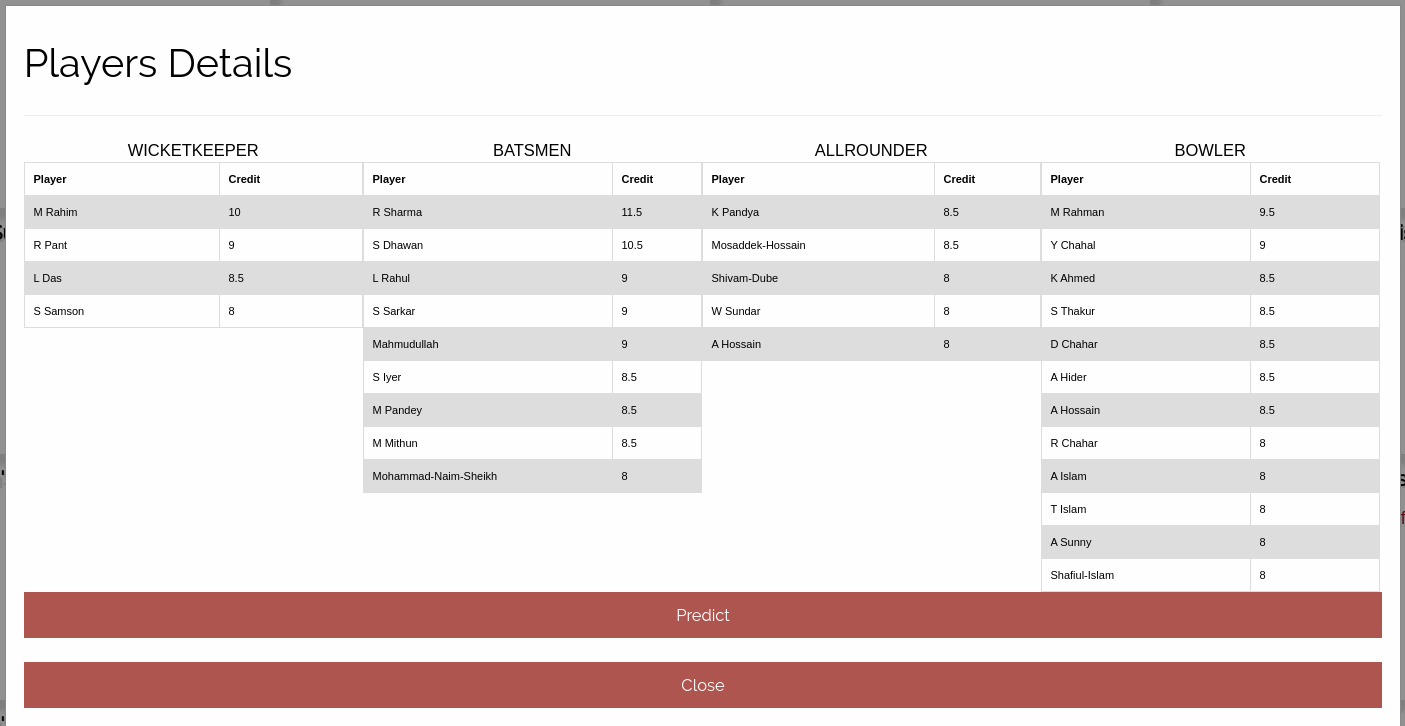 Players Details
WICKETKEEPER BATSMEN ALLROUNDER BOWLER
Player Credit Player Credit Player Credit Player Credit
M Rahim 10 R Sharma 11.5 K Pandya 8.5 M Rahman 9.5
R Pant 9 S Dhawan 10.5 Mosaddek-Hossain 8.5 Y Chahal 9
L Das 8.5 L Rahul 9 Shivam-Dube 8 K Ahmed 8.5
S Samson 8 S Sarkar 9 W Sundar 8 S Thakur 8.5
Mahmudullah 9 A Hossain 8 D Chahar 8.5
S Iyer 8.5 A Hider 8.5
M Pandey 8.5 A Hossain 8.5
M Mithun 8.5 R Chahar 8
Mohammad-Naim-Sheikh 8 A Islam 8
T Islam 8
A Sunny 8
Shafiul-Islam 8
Predict
Close